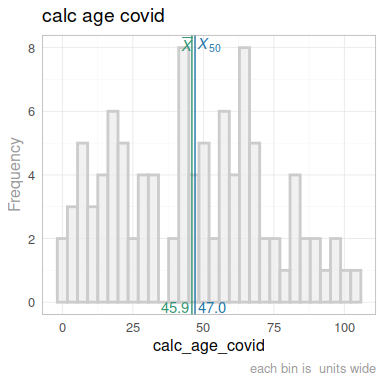 calc age covid
X̅ X50
8
6
4
2
0
Frequency
45.9 47.0
0 25 50 75 100
calc_age_covid
each bin is  units wide